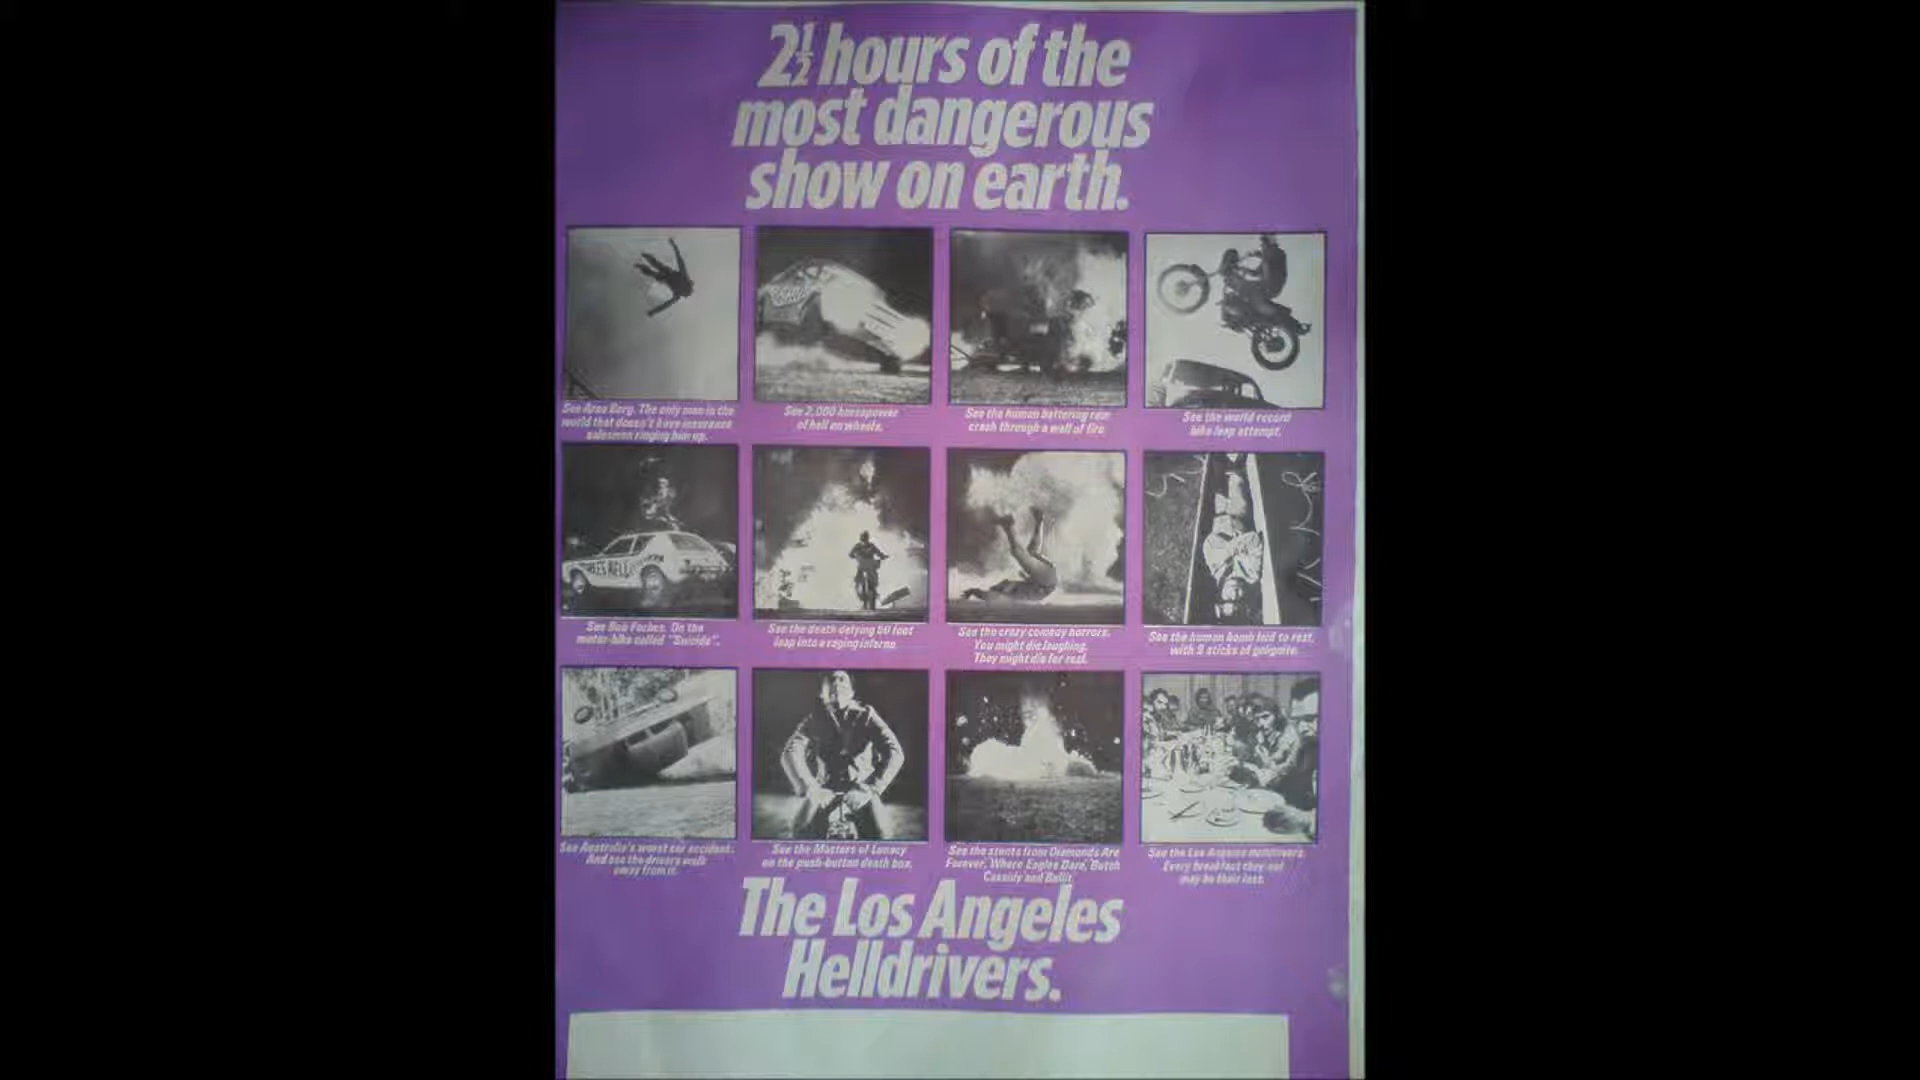 2½ hours of the
most dangerous
show on earth.
See Arno Berg. The only man in the
world that doesn't have insurance
salesmen ringing him up.
See 2,000 horsepower
of hell on wheels.
See the human battering ram
crash through a wall of fire
See the world record
bike leap attempt.
See Bob Forbes. On the
motor-bike called "Suicide".
See the death defying 50 foot
leap into a raging inferno
See the crazy comedy horrors.
You might die laughing.
They might die for real.
See the human bomb laid to rest.
with 9 sticks of gelignite.
See Australia's worst car accident.
And see the drivers walk
away from it.
See the Masters of Lunacy
on the push-button death box.
See the stunts from Diamonds Are
Forever, 'Where Eagles Dare,' Butch
Cassidy and Bullit.
See the Los Angeles Helldrivers.
Every breakfast they eat
may be their last.
The Los Angeles
Helldrivers.